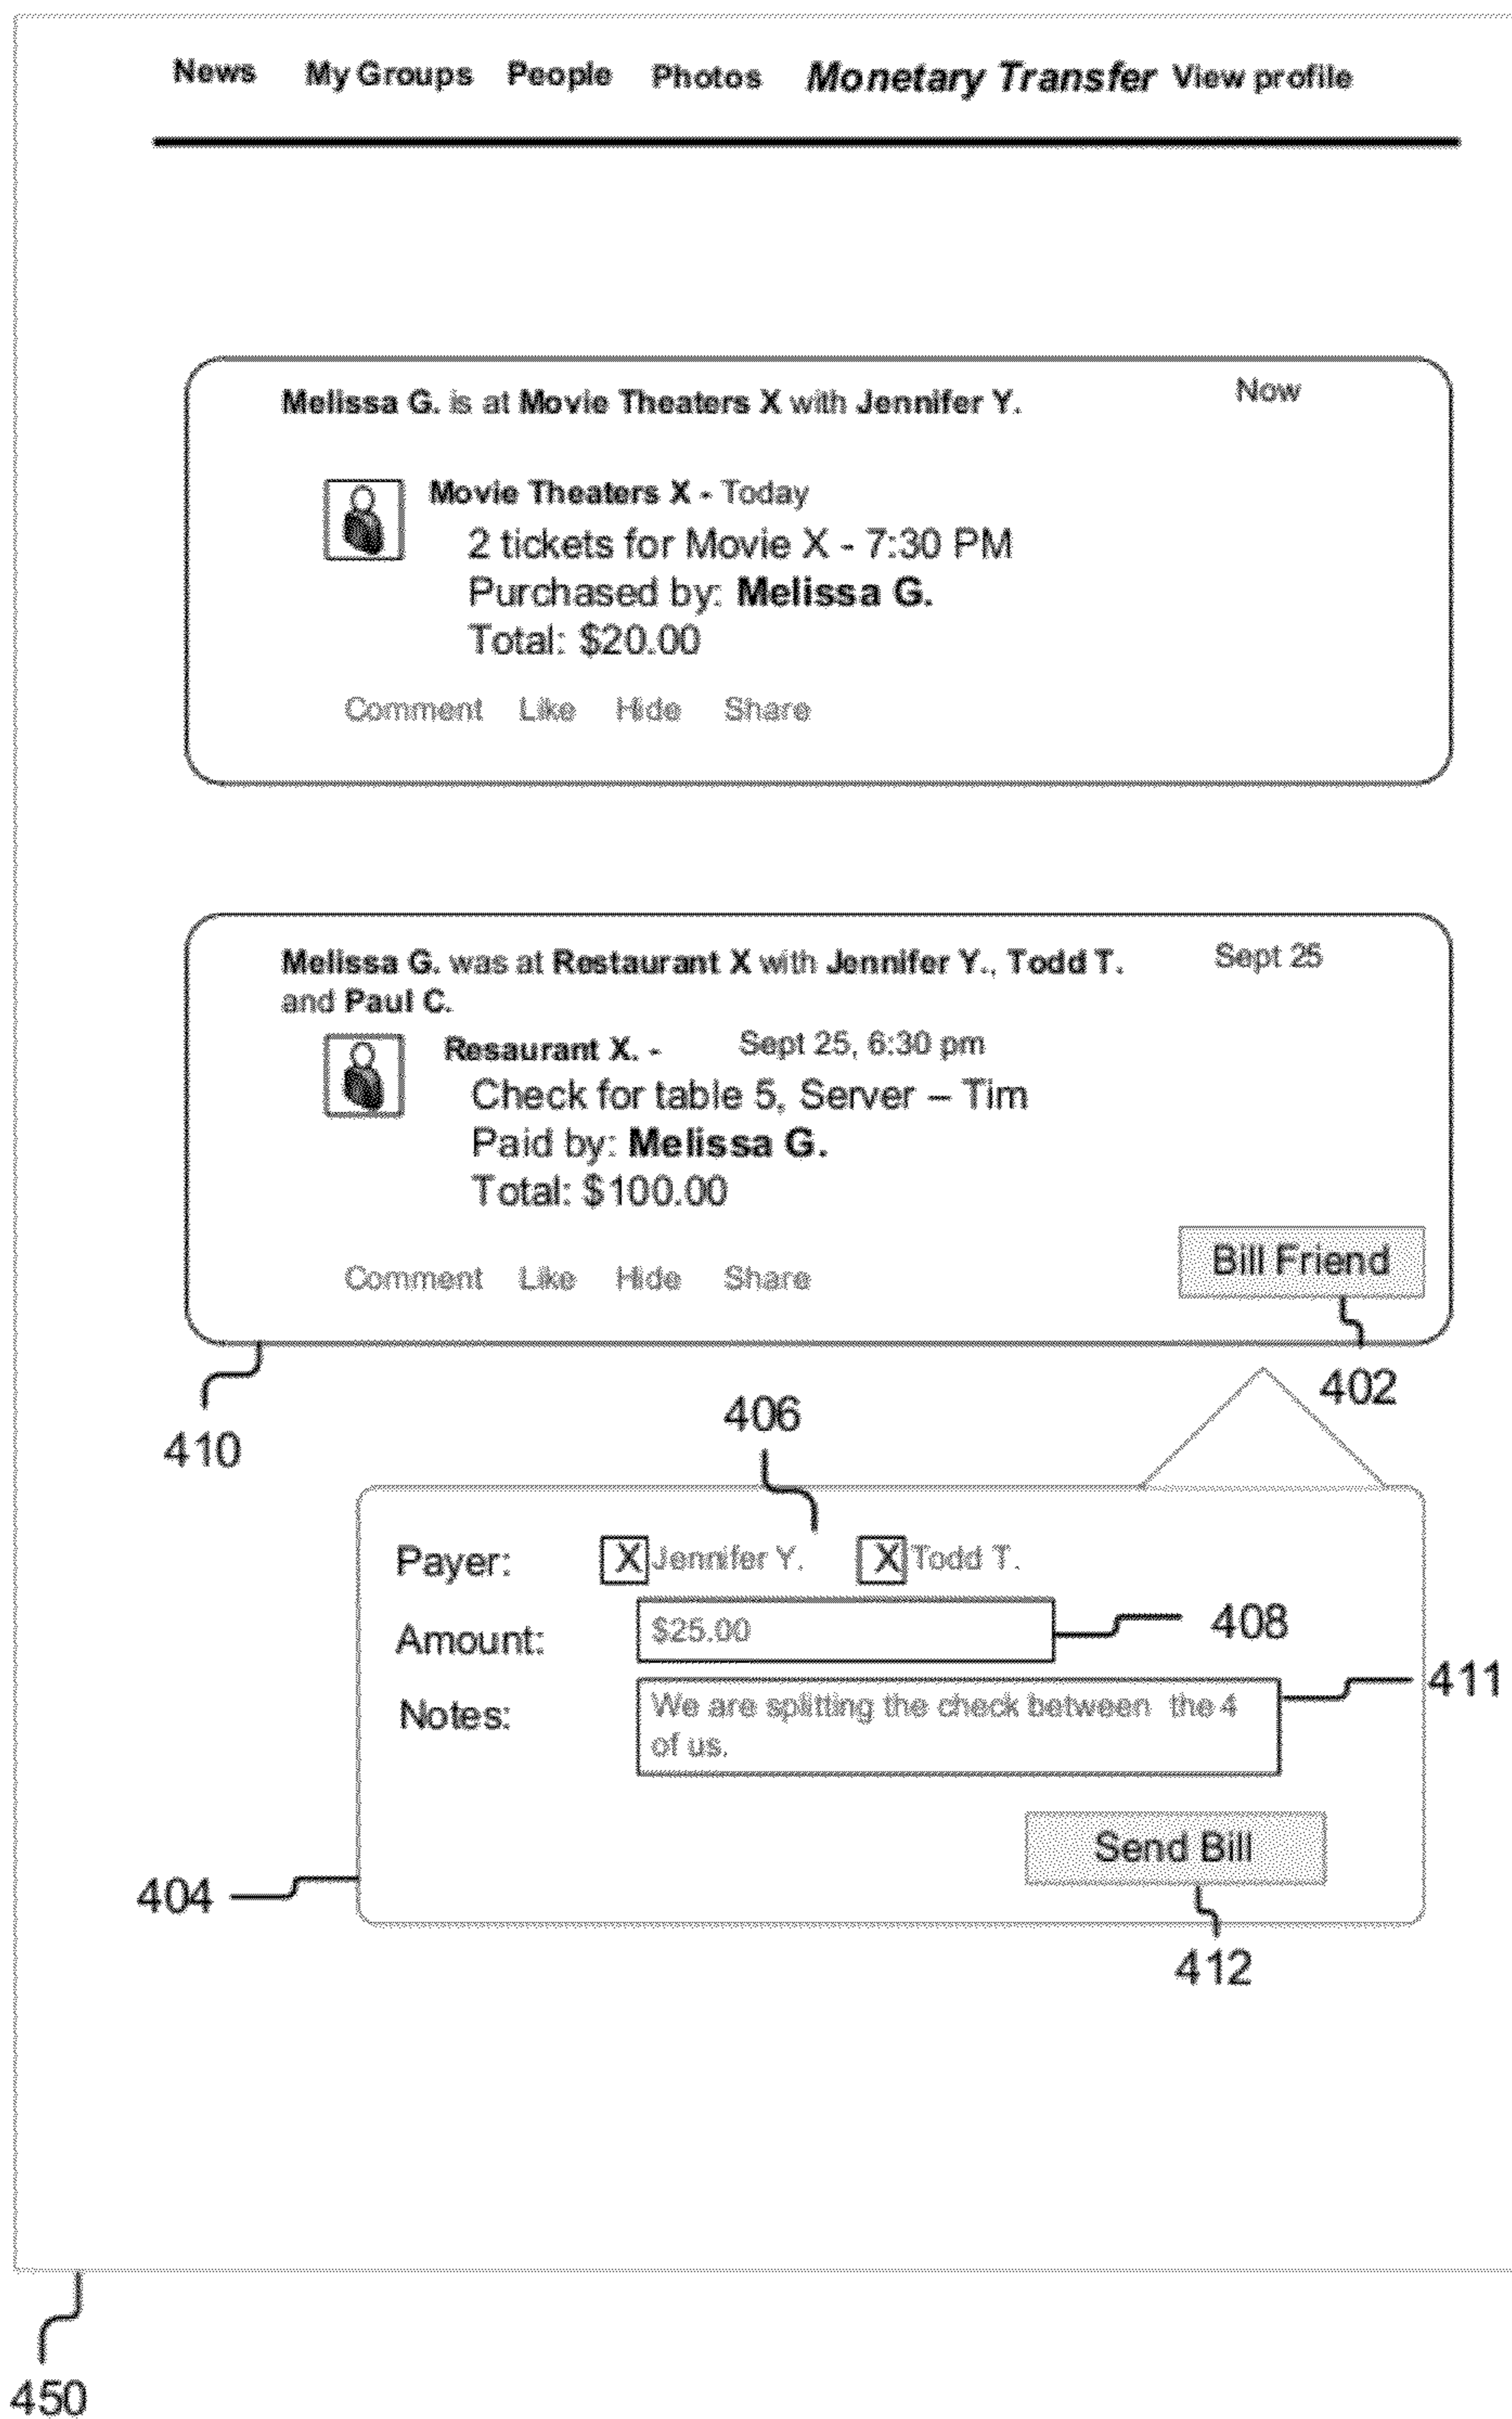 News My Groups People Photos Monetary Transfer View profile
Melissa G. is at Movie Theaters X with Jennifer Y. Now
Movie Theaters X - Today
2 tickets for Movie X - 7:30 PM
Purchased by: Melissa G.
Total: $20.00
Comment Like Hide Share
Melissa G. was at Restaurant X with Jennifer Y., Todd T. Sept 25
and Paul C.
Resaurant X. - Sept 25, 6:30 pm
Check for table 5, Server – Tim
Paid by: Melissa G.
Total: $100.00
Bill Friend
Comment Like Hide Share
402
410
406
Payer: X Jennifer Y. X Todd T.
Amount: $25.00 408
411
Notes: We are splitting the check between the 4
of us.
Send Bill
404
412
450